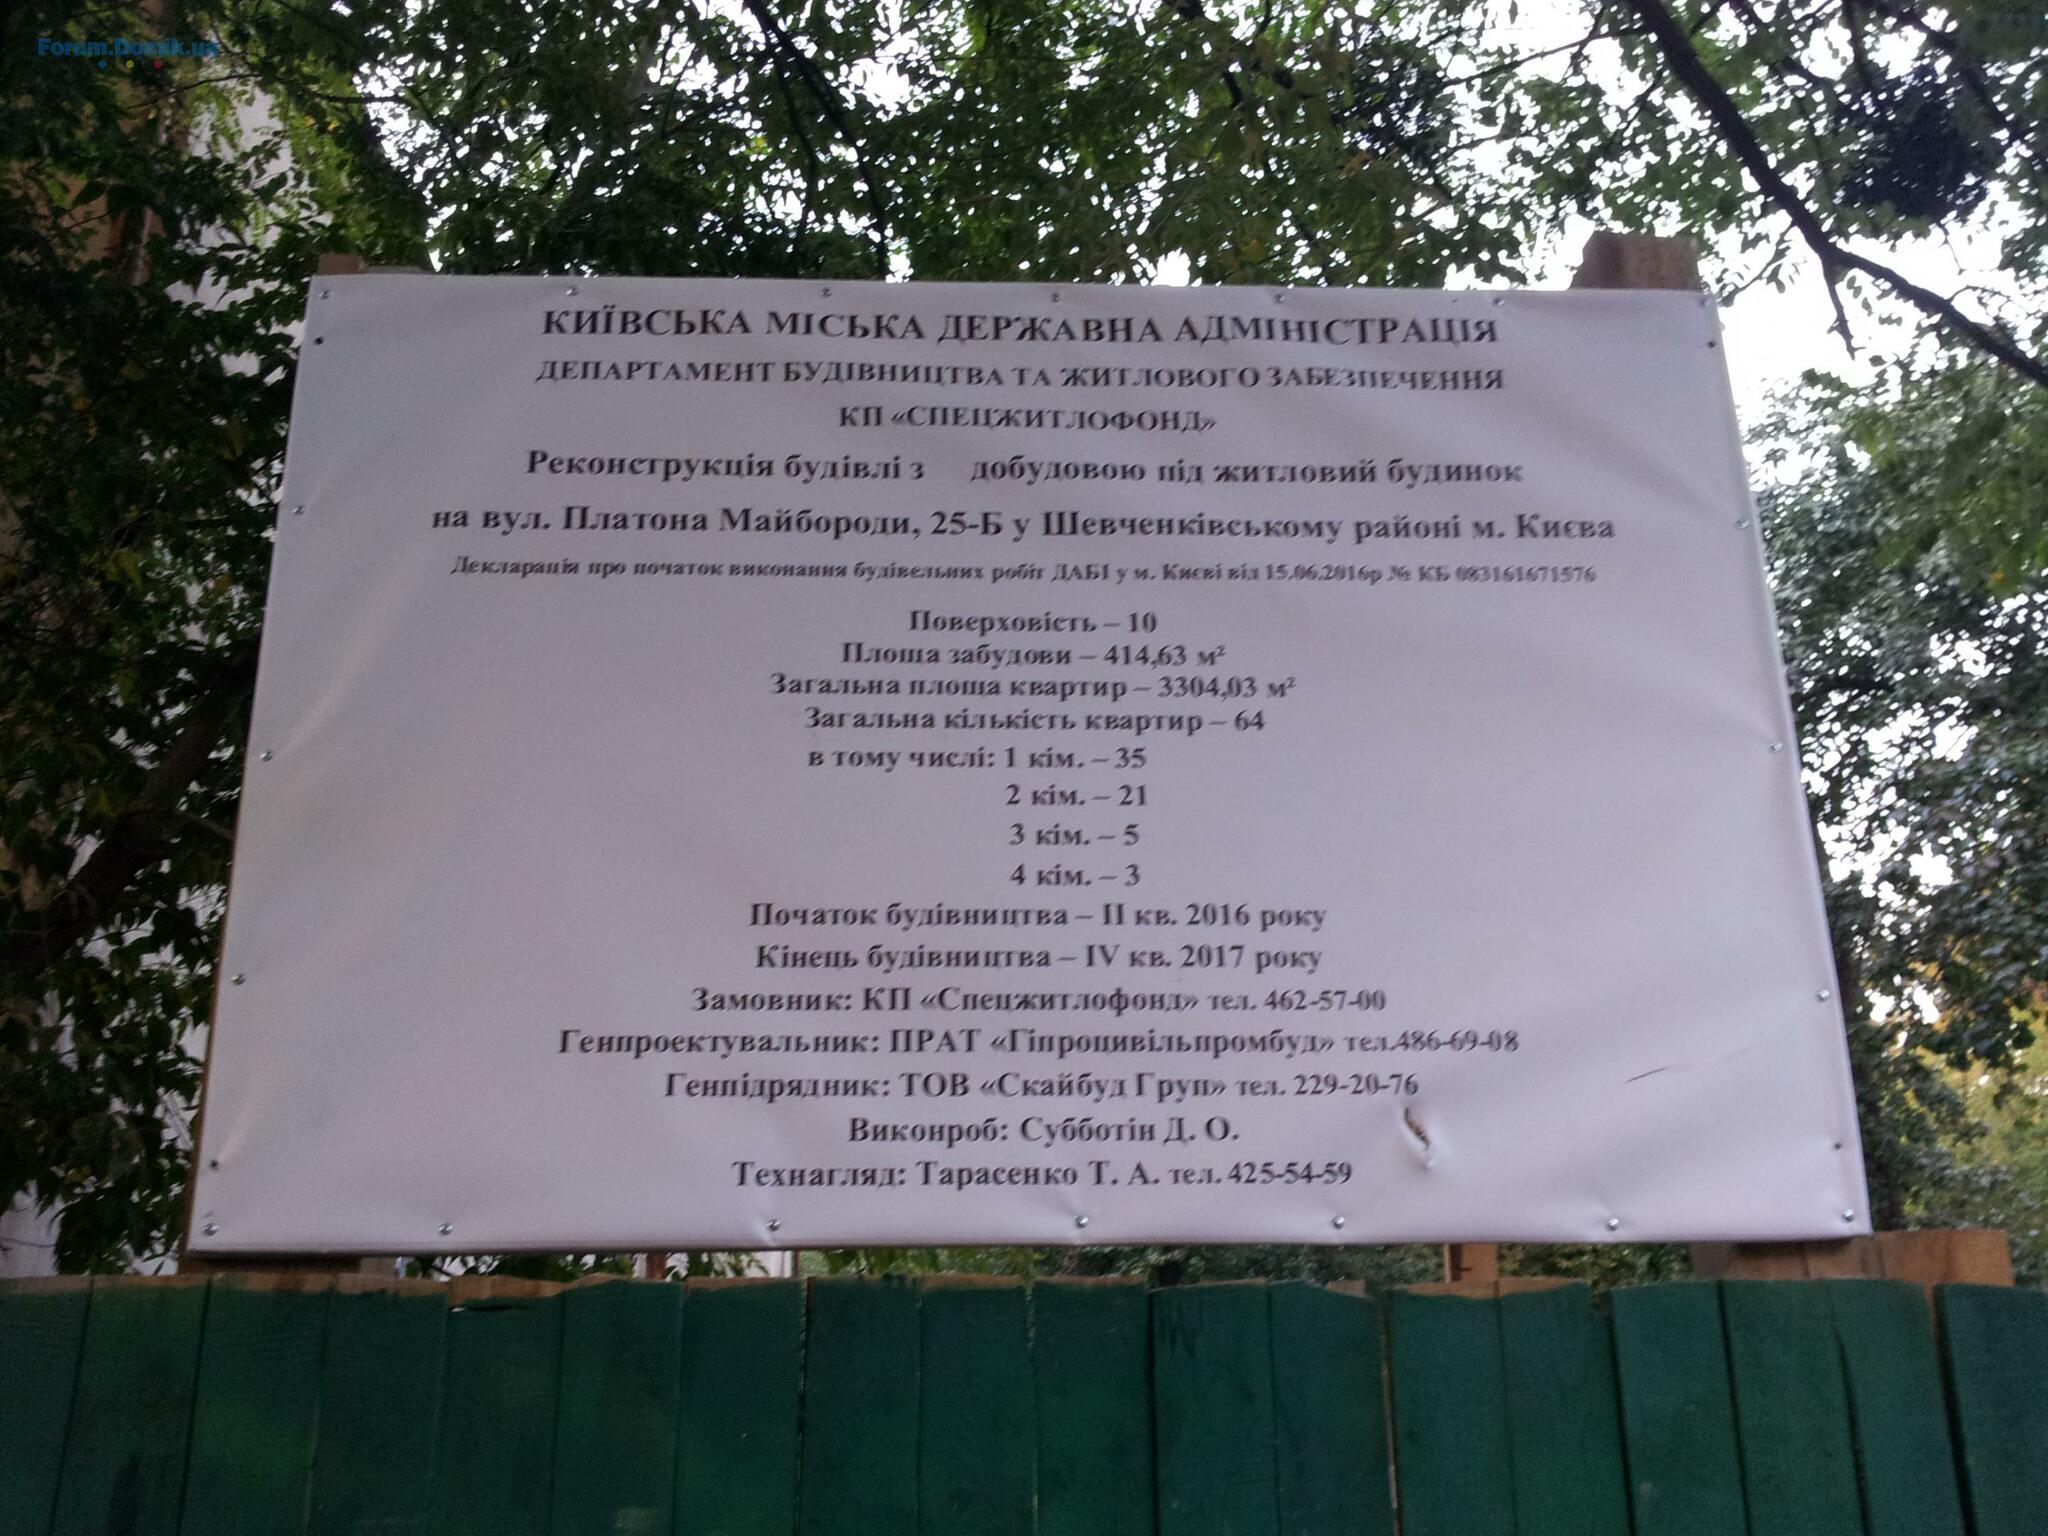 Forum.Domik.ua
КИЇВСЬКА МІСЬКА ДЕРЖАВНА АДМІНІСТРАЦІЯ
ДЕПАРТАМЕНТ БУДІВНИЦТВА ТА ЖИТЛОВОГО ЗАБЕЗПЕЧЕННЯ
КП «СПЕЦЖИТЛОФОНД»
Реконструкція будівлі з добудовою під житловий будинок
на вул. Платона Майбороди, 25-Б у Шевченківському районі м. Києва
Декларація про початок виконання будівельних робіт ДАБІ у м. Києві від 15.06.2016р № КБ 083161671576
Поверховість – 10
Площа забудови – 414,63 м²
Загальна площа квартир – 3304,03 м²
Загальна кількість квартир – 64
в тому числі: 1 кім. – 35
2 кім. – 21
3 кім. – 5
4 кім. – 3
Початок будівництва – ІІ кв. 2016 року
Кінець будівництва – IV кв. 2017 року
Замовник: КП «Спецжитлофонд» тел. 462-57-00
Генпроектувальник: ПРАТ «Гіпроцивільпромбуд» тел.486-69-08
Генпідрядник: ТОВ «Скайбуд Груп» тел. 229-20-76
Виконроб: Субботін Д. О.
Технагляд: Тарасенко Т. А. тел. 425-54-59